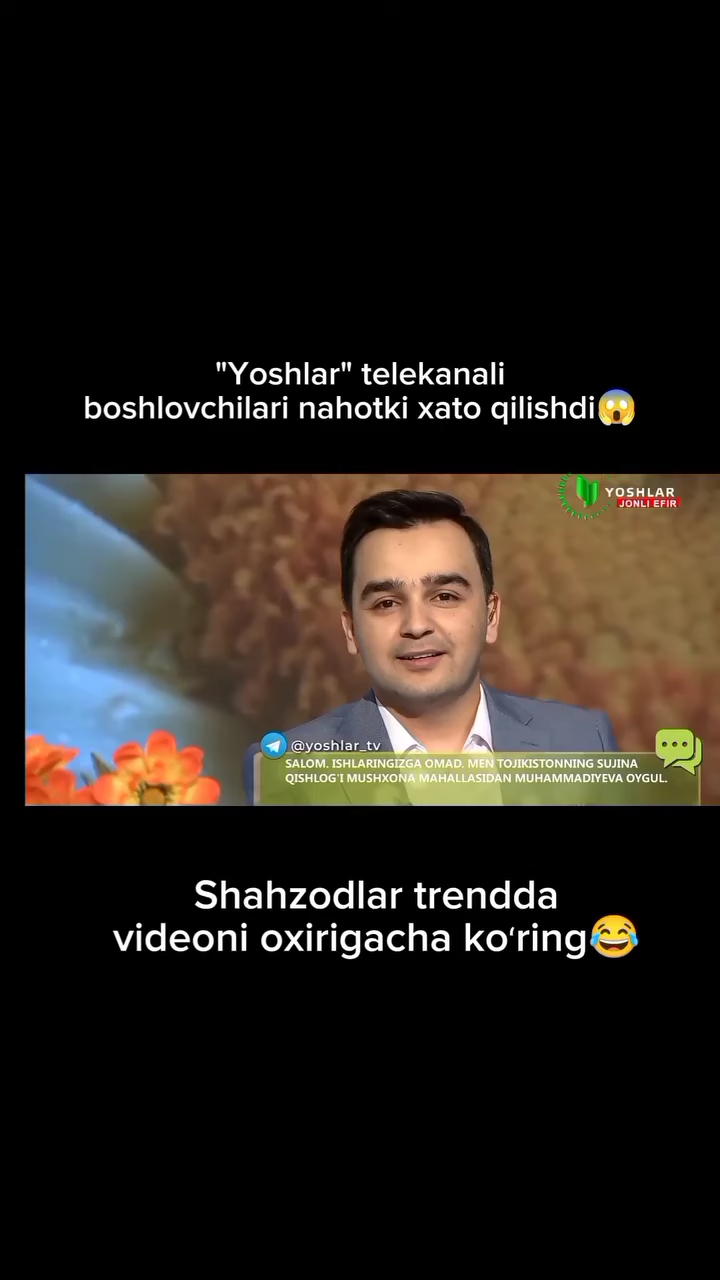 "Yoshlar" telekanali
boshlovchilari nahotki xato qilishdi😱
YOSHLAR
JONLI EFIR
@yoshlar_tv
SALOM. ISHLARINGIZGA OMAD. MEN TOJIKISTONNING SUJINA
QISHLOG'I MUSHXONA MAHALLASIDAN MUHAMMADIYEVA OYGUL.
Shahzodlar trendda
videoni oxirigacha koʻring😂